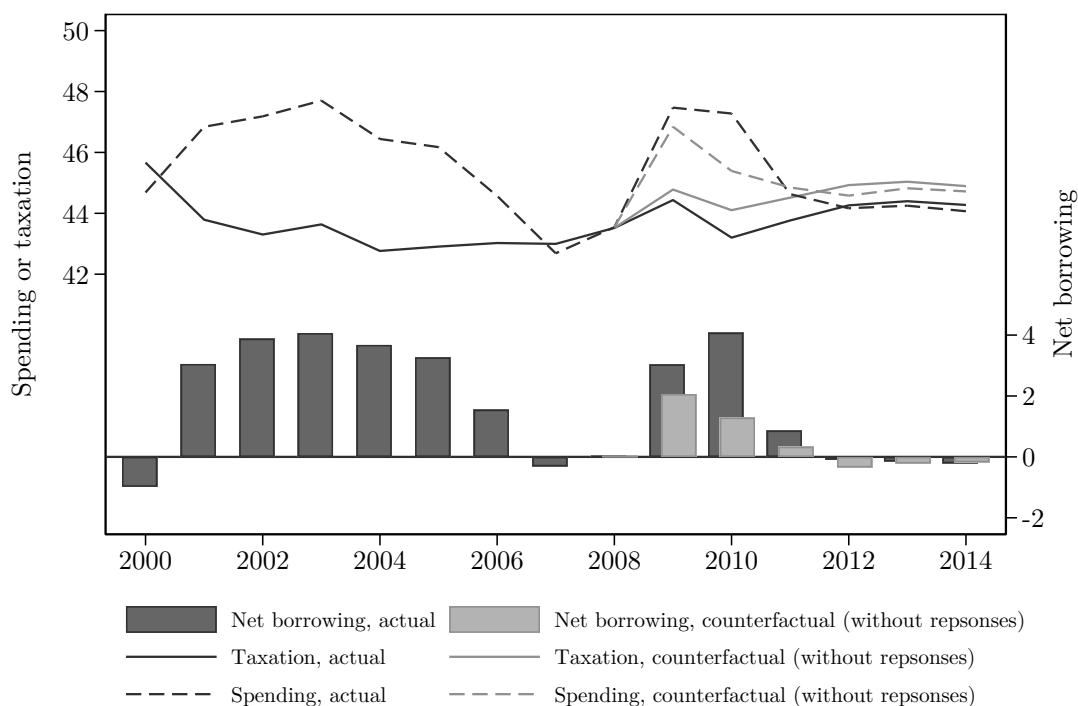 50
48
46
44
42
Spending or taxation
4
2
0
-2
Net borrowing
2000 2002 2004 2006 2008 2010 2012 2014
Net borrowing, actual Net borrowing, counterfactual (without repsonses)
Taxation, actual Taxation, counterfactual (without repsonses)
Spending, actual Spending, counterfactual (without repsonses)